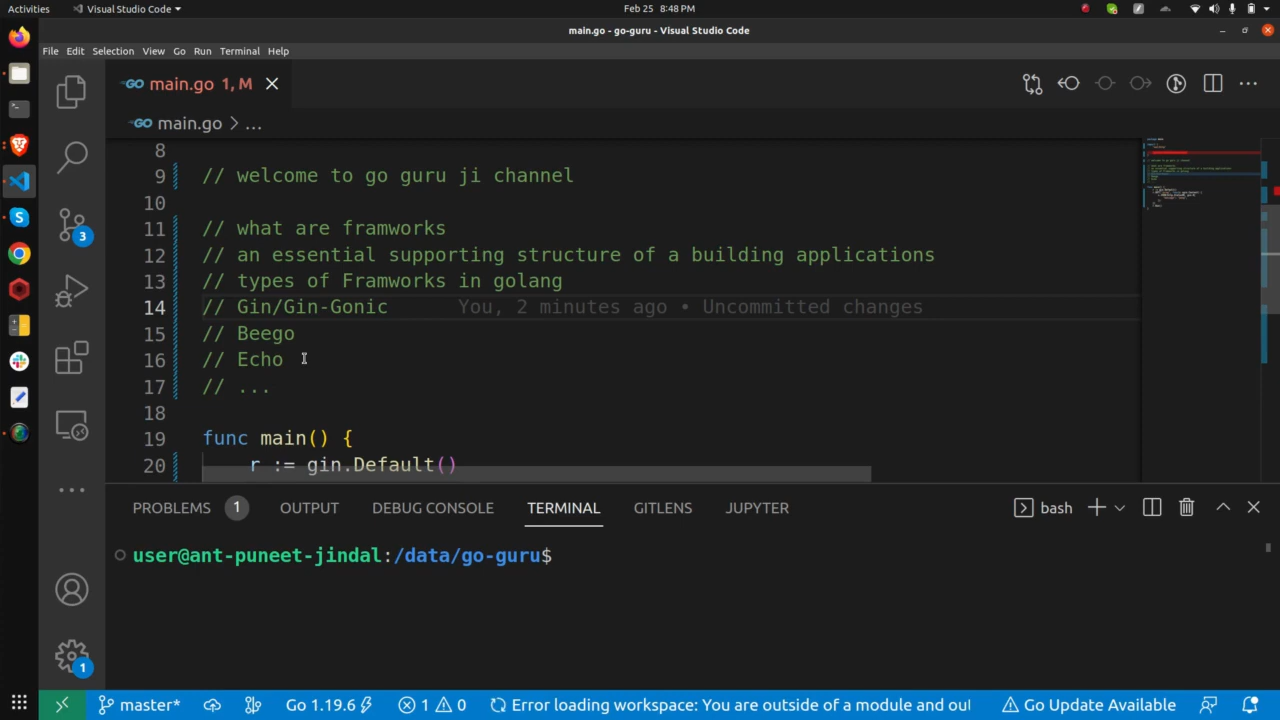 Activities Visual Studio Code Feb 25 8:48 PM
main.go - go-guru - Visual Studio Code
File Edit Selection View Go Run Terminal Help
GO main.go 1, M
GO main.go > ...
8
9 // welcome to go guru ji channel
10
11 // what are framworks
12 // an essential supporting structure of a building applications
13 // types of Framworks in golang
14 // Gin/Gin-Gonic You, 2 minutes ago • Uncommitted changes
15 // Beego
16 // Echo
17 // ...
18
19 func main() {
20 r := gin.Default()
3
PROBLEMS 1 OUTPUT DEBUG CONSOLE TERMINAL GITLENS JUPYTER bash
user@ant-puneet-jindal:/data/go-guru$
1
master* Go 1.19.6 1 0 Error loading workspace: You are outside of a module and out Go Update Available